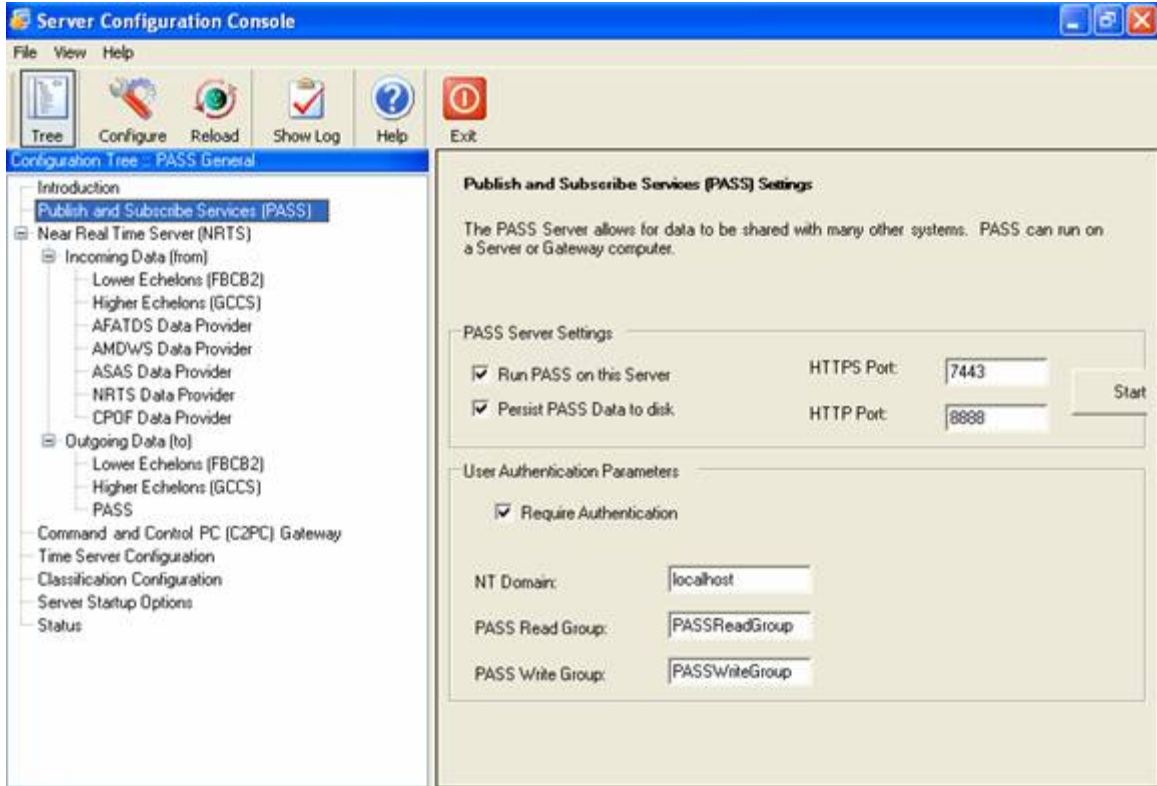 Server Configuration Console
File View Help
Tree Configure Reload Show Log Help Exit
Configuration Tree :: PASS General
Introduction
Publish and Subscribe Services (PASS)
Near Real Time Server (NRTS)
Incoming Data (from)
Lower Echelons (FBCB2)
Higher Echelons (GCCS)
AFATDS Data Provider
AMDWS Data Provider
ASAS Data Provider
NRTS Data Provider
CPOF Data Provider
Outgoing Data (to)
Lower Echelons (FBCB2)
Higher Echelons (GCCS)
PASS
Command and Control PC (C2PC) Gateway
Time Server Configuration
Classification Configuration
Server Startup Options
Status
Publish and Subscribe Services (PASS) Settings
The PASS Server allows for data to be shared with many other systems. PASS can run on
a Server or Gateway computer.
PASS Server Settings
Run PASS on this Server
HTTPS Port: 7443
Start
Persist PASS Data to disk
HTTP Port: 8888
User Authentication Parameters
Require Authentication
NT Domain: localhost
PASS Read Group: PASSReadGroup
PASS Write Group: PASSWriteGroup